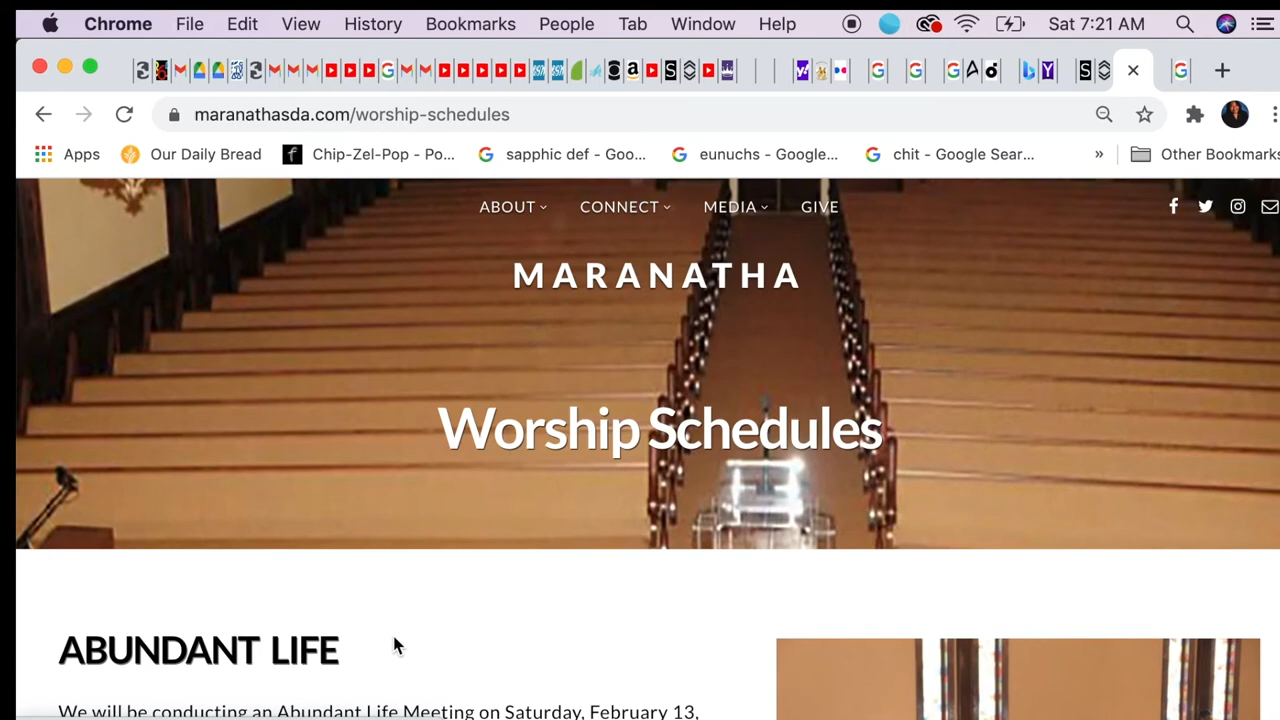 Chrome File Edit View History Bookmarks People Tab Window Help Sat 7:21 AM
maranathasda.com/worship-schedules
Apps Our Daily Bread Chip-Zel-Pop - Po... sapphic def - Goo... eunuchs - Google... chit - Google Sear... » Other Bookmarks
ABOUT CONNECT MEDIA GIVE
MARANATHA
Worship Schedules
ABUNDANT LIFE
We will be conducting an Abundant Life Meeting on Saturday, February 13,